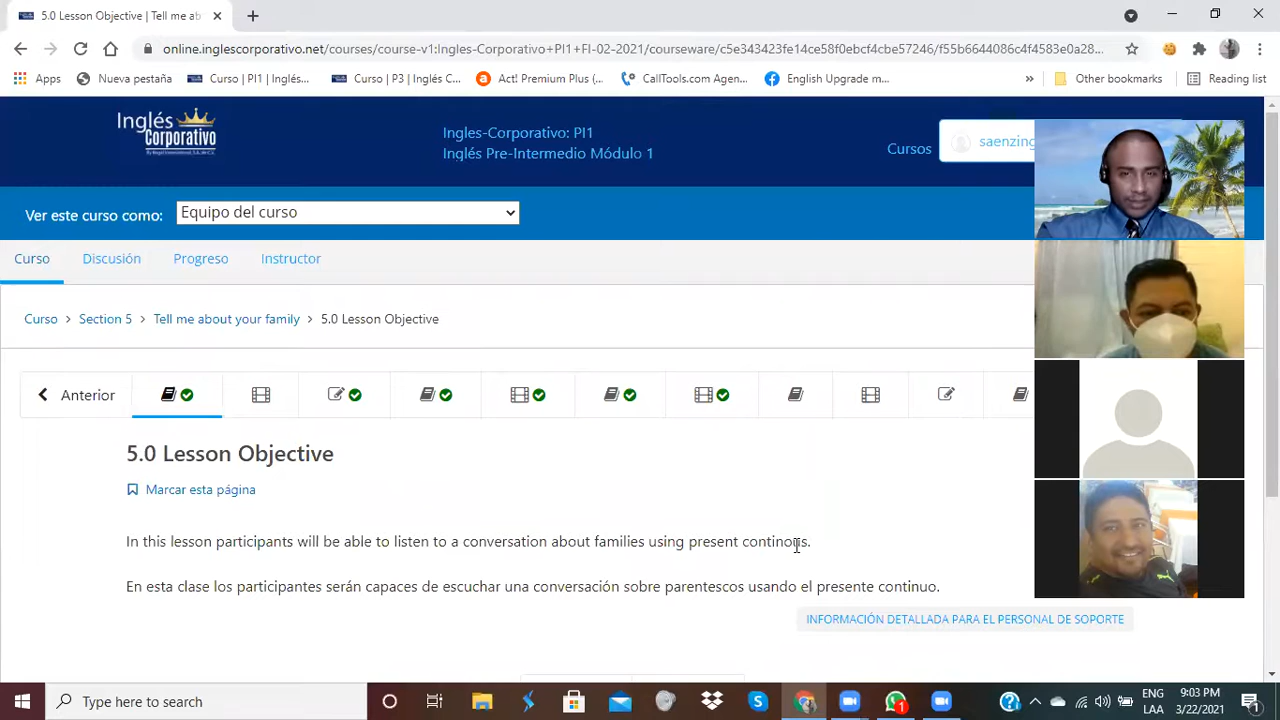 5.0 Lesson Objective | Tell me ab
online.inglescorporativo.net/courses/course-v1:Ingles-Corporativo+PI1+FI-02-2021/courseware/c5e343423fe14ce58f0ebcf4cbe57246/f55b6644086c4f4583e0a28...
Apps
Nueva pestaña
Curso | PI1 | Inglés...
Curso | P3 | Inglés C...
Act! Premium Plus (...
CallTools.com Agen...
English Upgrade m...
»
Other bookmarks
Reading list
Inglés
Corporativo
Ingles-Corporativo: PI1
Inglés Pre-Intermedio Módulo 1
Cursos
saenzing
Ver este curso como:
Equipo del curso
Curso
Discusión
Progreso
Instructor
Curso > Section 5 > Tell me about your family > 5.0 Lesson Objective
Anterior
5.0 Lesson Objective
Marcar esta página
In this lesson participants will be able to listen to a conversation about families using present continous.
En esta clase los participantes serán capaces de escuchar una conversación sobre parentescos usando el presente continuo.
INFORMACIÓN DETALLADA PARA EL PERSONAL DE SOPORTE
Type here to search
1
ENG
LAA
9:03 PM
3/22/2021